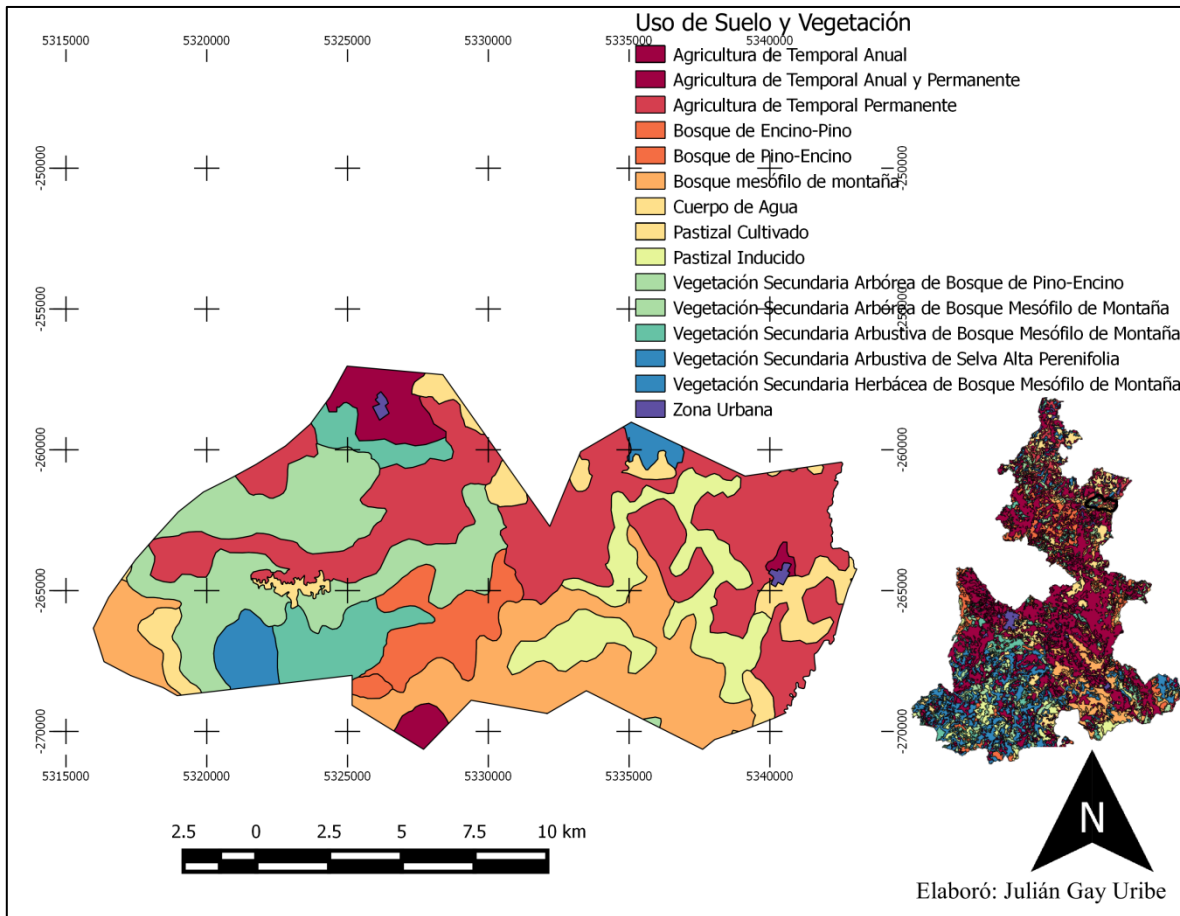 Uso de Suelo y Vegetación
5315000 5320000 5325000 5330000 5335000 5340000
Agricultura de Temporal Anual
Agricultura de Temporal Anual y Permanente
Agricultura de Temporal Permanente
Bosque de Encino-Pino
Bosque de Pino-Encino
Bosque mesófilo de montaña
Cuerpo de Agua
Pastizal Cultivado
Pastizal Inducido
Vegetación Secundaria Arbórea de Bosque de Pino-Encino
Vegetación Secundaria Arbórea de Bosque Mesófilo de Montaña
Vegetación Secundaria Arbustiva de Bosque Mesófilo de Montaña
Vegetación Secundaria Arbustiva de Selva Alta Perenifolia
Vegetación Secundaria Herbácea de Bosque Mesófilo de Montaña
Zona Urbana
-250000 -250000
-255000 -255000
-260000 -260000
-265000 -265000
-270000 -270000
5315000 5320000 5325000 5330000 5335000 5340000
2.5 0 2.5 5 7.5 10 km
N
Elaboró: Julián Gay Uribe